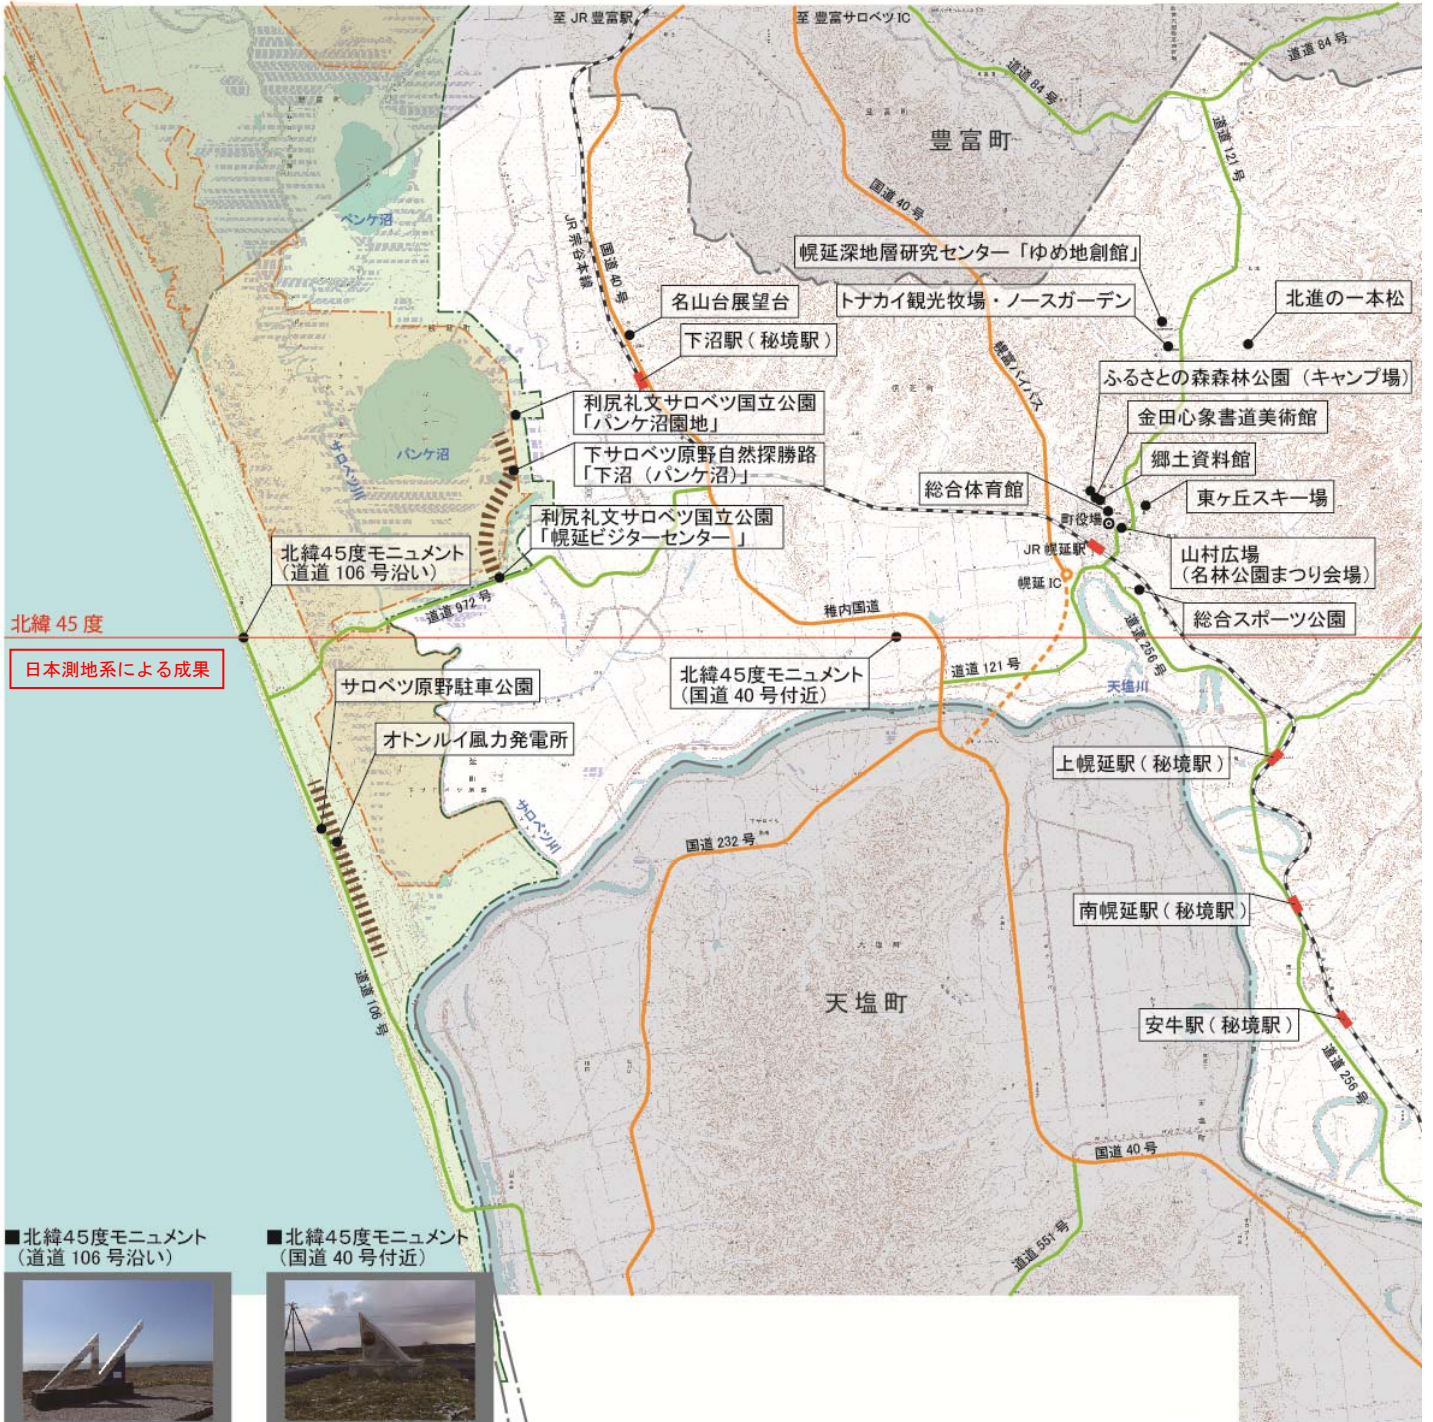 至 JR 豊富駅
至 豊富サロベツ IC
道道 84 号
道道 84 号
道道 121 号
豊富町
国道 40 号
ペンケ沼
JR 宗谷本線
国道 40 号
幌延深地層研究センター「ゆめ地創館」
トナカイ観光牧場・ノースガーデン
北進の一本松
名山台展望台
下沼駅（秘境駅）
幌富バイパス
ふるさとの森森林公園（キャンプ場）
利尻礼文サロベツ国立公園
「パンケ沼園地」
金田心象書道美術館
パンケ沼
サロベツ川
下サロベツ原野自然探勝路
「下沼（パンケ沼）」
郷土資料館
総合体育館
東ヶ丘スキー場
町役場
利尻礼文サロベツ国立公園
「幌延ビジターセンター」
JR 幌延駅
山村広場
（名林公園まつり会場）
北緯45度モニュメント
（道道 106 号沿い）
幌延 IC
道道 972 号
総合スポーツ公園
稚内国道
北緯 45 度
道道 256 号
日本測地系による成果
北緯45度モニュメント
（国道 40 号付近）
道道 121 号
天塩川
サロベツ原野駐車公園
オトンルイ風力発電所
上幌延駅（秘境駅）
サロベツ川
国道 232 号
南幌延駅（秘境駅）
道道 106 号
天塩町
安牛駅（秘境駅）
道道 256 号
国道 40 号
道道 551 号
■北緯45度モニュメント
（道道 106 号沿い）
■北緯45度モニュメント
（国道 40 号付近）